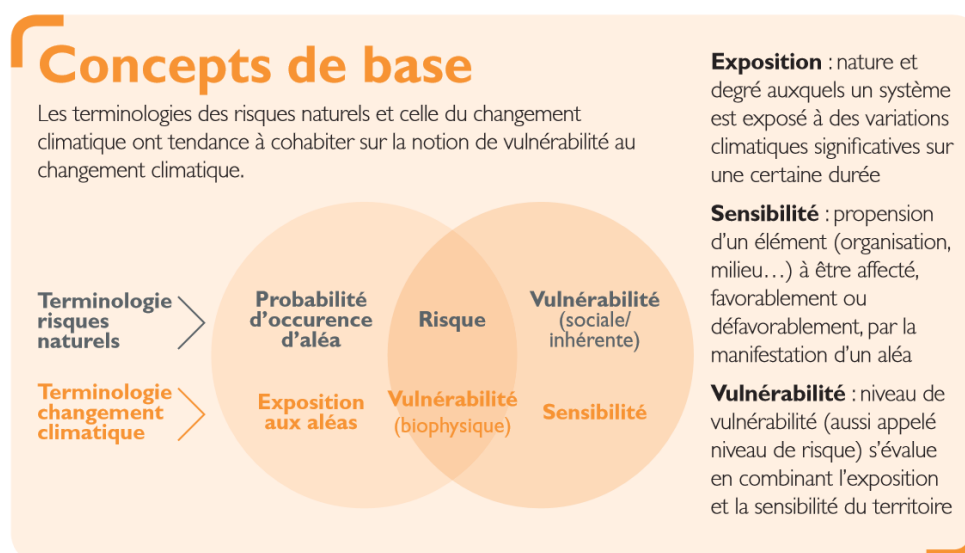 Concepts de base
Les terminologies des risques naturels et celle du changement
climatique ont tendance à cohabiter sur la notion de vulnérabilité au
changement climatique.
Terminologie
risques
naturels
Probabilité
d’occurence
d’aléa
Risque
Vulnérabilité
(sociale/
inhérente)
Terminologie
changement
climatique
Exposition
aux aléas
Vulnérabilité
(biophysique)
Sensibilité
Exposition : nature et
degré auxquels un système
est exposé à des variations
climatiques significatives sur
une certaine durée
Sensibilité : propension
d’un élément (organisation,
milieu…) à être affecté,
favorablement ou
défavorablement, par la
manifestation d’un aléa
Vulnérabilité : niveau de
vulnérabilité (aussi appelé
niveau de risque) s’évalue
en combinant l’exposition
et la sensibilité du territoire